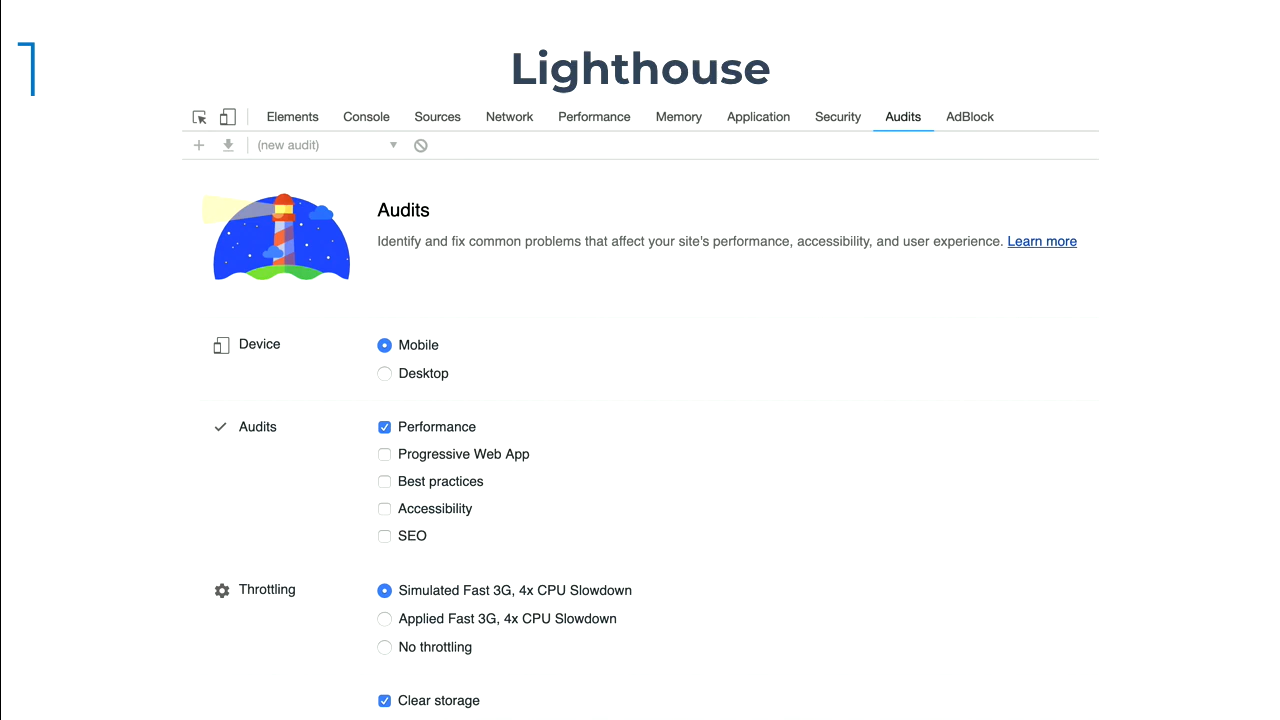 1
Lighthouse
Elements Console Sources Network Performance Memory Application Security Audits AdBlock
(new audit)
Audits
Identify and fix common problems that affect your site's performance, accessibility, and user experience. Learn more
Device
Mobile
Desktop
Audits
Performance
Progressive Web App
Best practices
Accessibility
SEO
Throttling
Simulated Fast 3G, 4x CPU Slowdown
Applied Fast 3G, 4x CPU Slowdown
No throttling
Clear storage